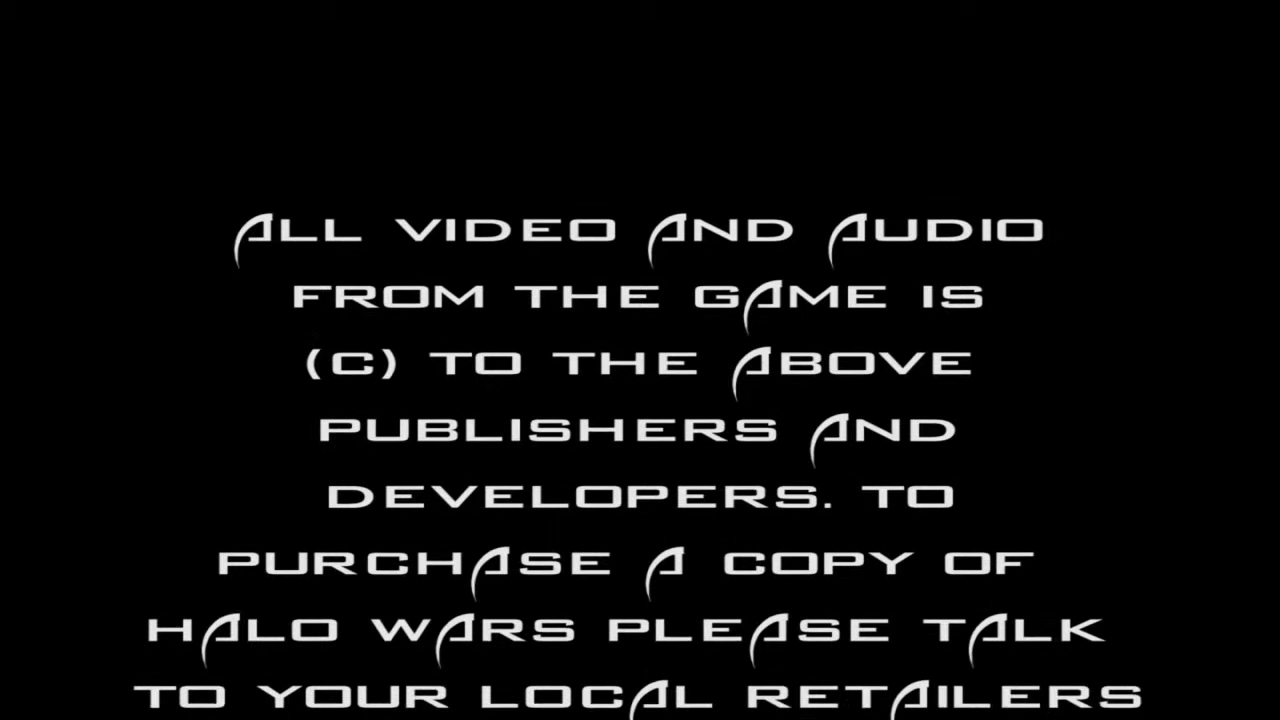 ALL VIDEO AND AUDIO
FROM THE GAME IS
(C) TO THE ABOVE
PUBLISHERS AND
DEVELOPERS. TO
PURCHASE A COPY OF
HALO WARS PLEASE TALK
TO YOUR LOCAL RETAILERS